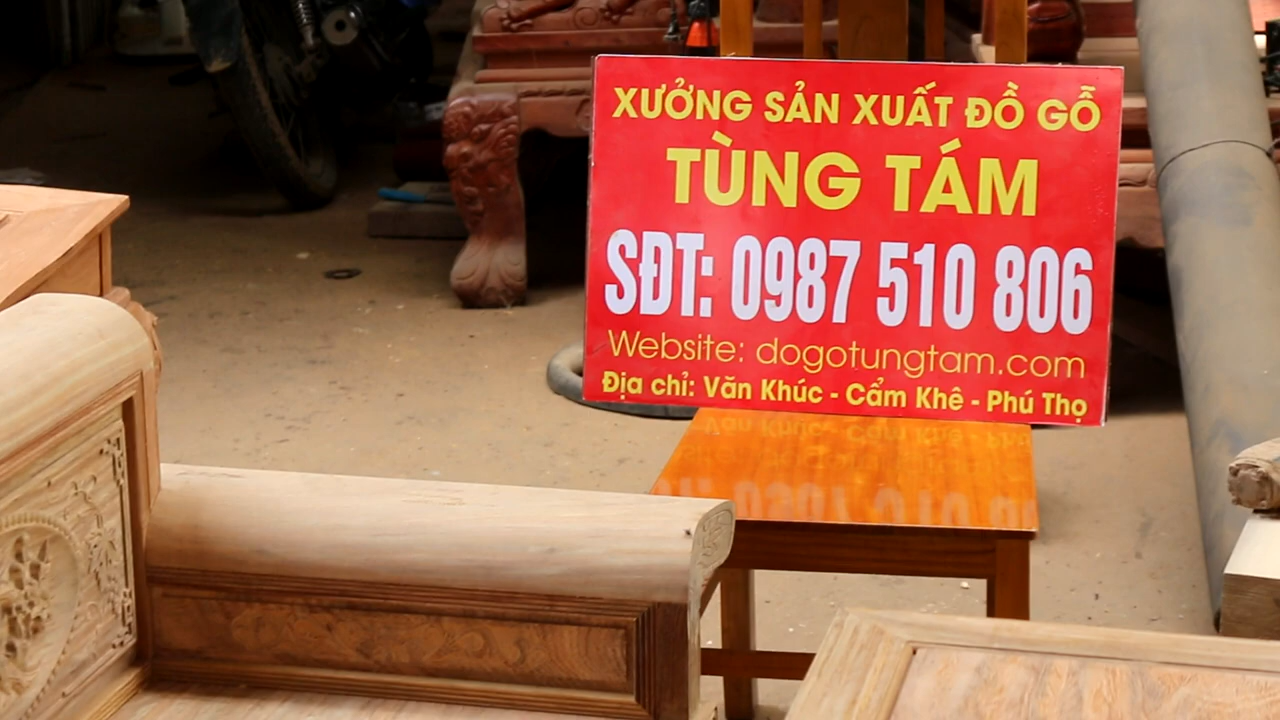 XƯỞNG SẢN XUẤT ĐỒ GỖ
TÙNG TÁM
SĐT: 0987 510 806
Website: dogotungtam.com
Địa chỉ: Văn Khúc - Cẩm Khê - Phú Thọ